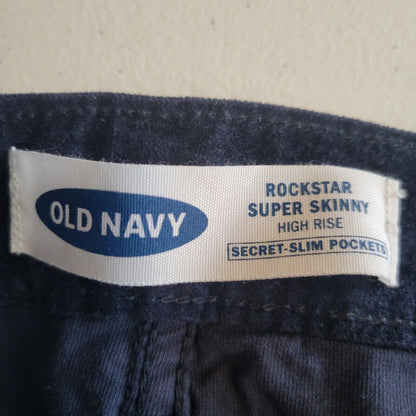 OLD NAVY
ROCKSTAR
SUPER SKINNY
HIGH RISE
SECRET-SLIM POCKETS